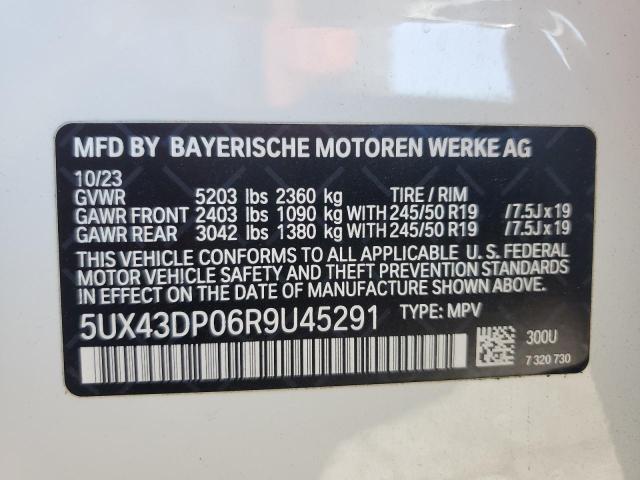 MFD BY BAYERISCHE MOTOREN WERKE AG
10/23
GVWR 5203 lbs 2360 kg TIRE / RIM
GAWR FRONT 2403 lbs 1090 kg WITH 245/50 R19 /7.5J x 19
GAWR REAR 3042 lbs 1380 kg WITH 245/50 R19 /7.5J x 19
THIS VEHICLE CONFORMS TO ALL APPLICABLE U. S. FEDERAL
MOTOR VEHICLE SAFETY AND THEFT PREVENTION STANDARDS
IN EFFECT ON THE DATE OF MANUFACTURE SHOWN ABOVE.
5UX43DP06R9U45291 TYPE: MPV
300U
7 320 730